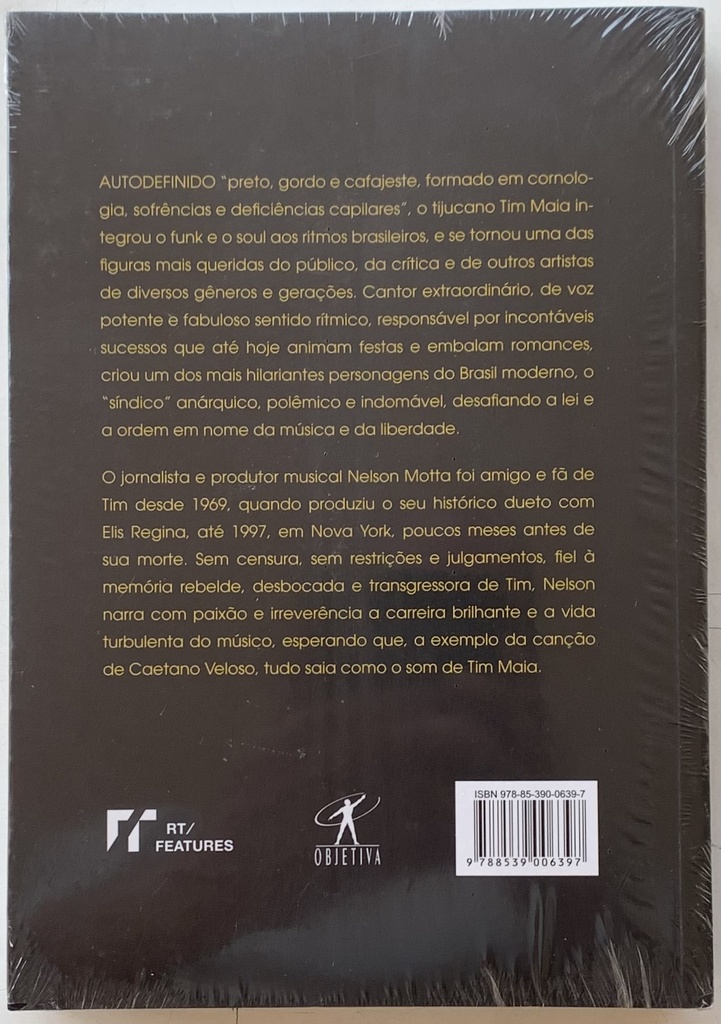 AUTODEFINIDO “preto, gordo e cafajeste, formado em cornolo-
gia, sofrências e deficiências capilares”, o tijucano Tim Maia in-
tegrou o funk e o soul aos ritmos brasileiros, e se tornou uma das
figuras mais queridas do público, da crítica e de outros artistas
de diversos gêneros e gerações. Cantor extraordinário, de voz
potente e fabuloso sentido rítmico, responsável por incontáveis
sucessos que até hoje animam festas e embalam romances,
criou um dos mais hilariantes personagens do Brasil moderno, o
“síndico” anárquico, polêmico e indomável, desafiando a lei e
a ordem em nome da música e da liberdade.
O jornalista e produtor musical Nelson Motta foi amigo e fã de
Tim desde 1969, quando produziu o seu histórico dueto com
Elis Regina, até 1997, em Nova York, poucos meses antes de
sua morte. Sem censura, sem restrições e julgamentos, fiel à
memória rebelde, desbocada e transgressora de Tim, Nelson
narra com paixão e irreverência a carreira brilhante e a vida
turbulenta do músico, esperando que, a exemplo da canção
de Caetano Veloso, tudo saia como o som de Tim Maia.
RT/
FEATURES
OBJETIVA
ISBN 978-85-390-0639-7
9 788539 006397